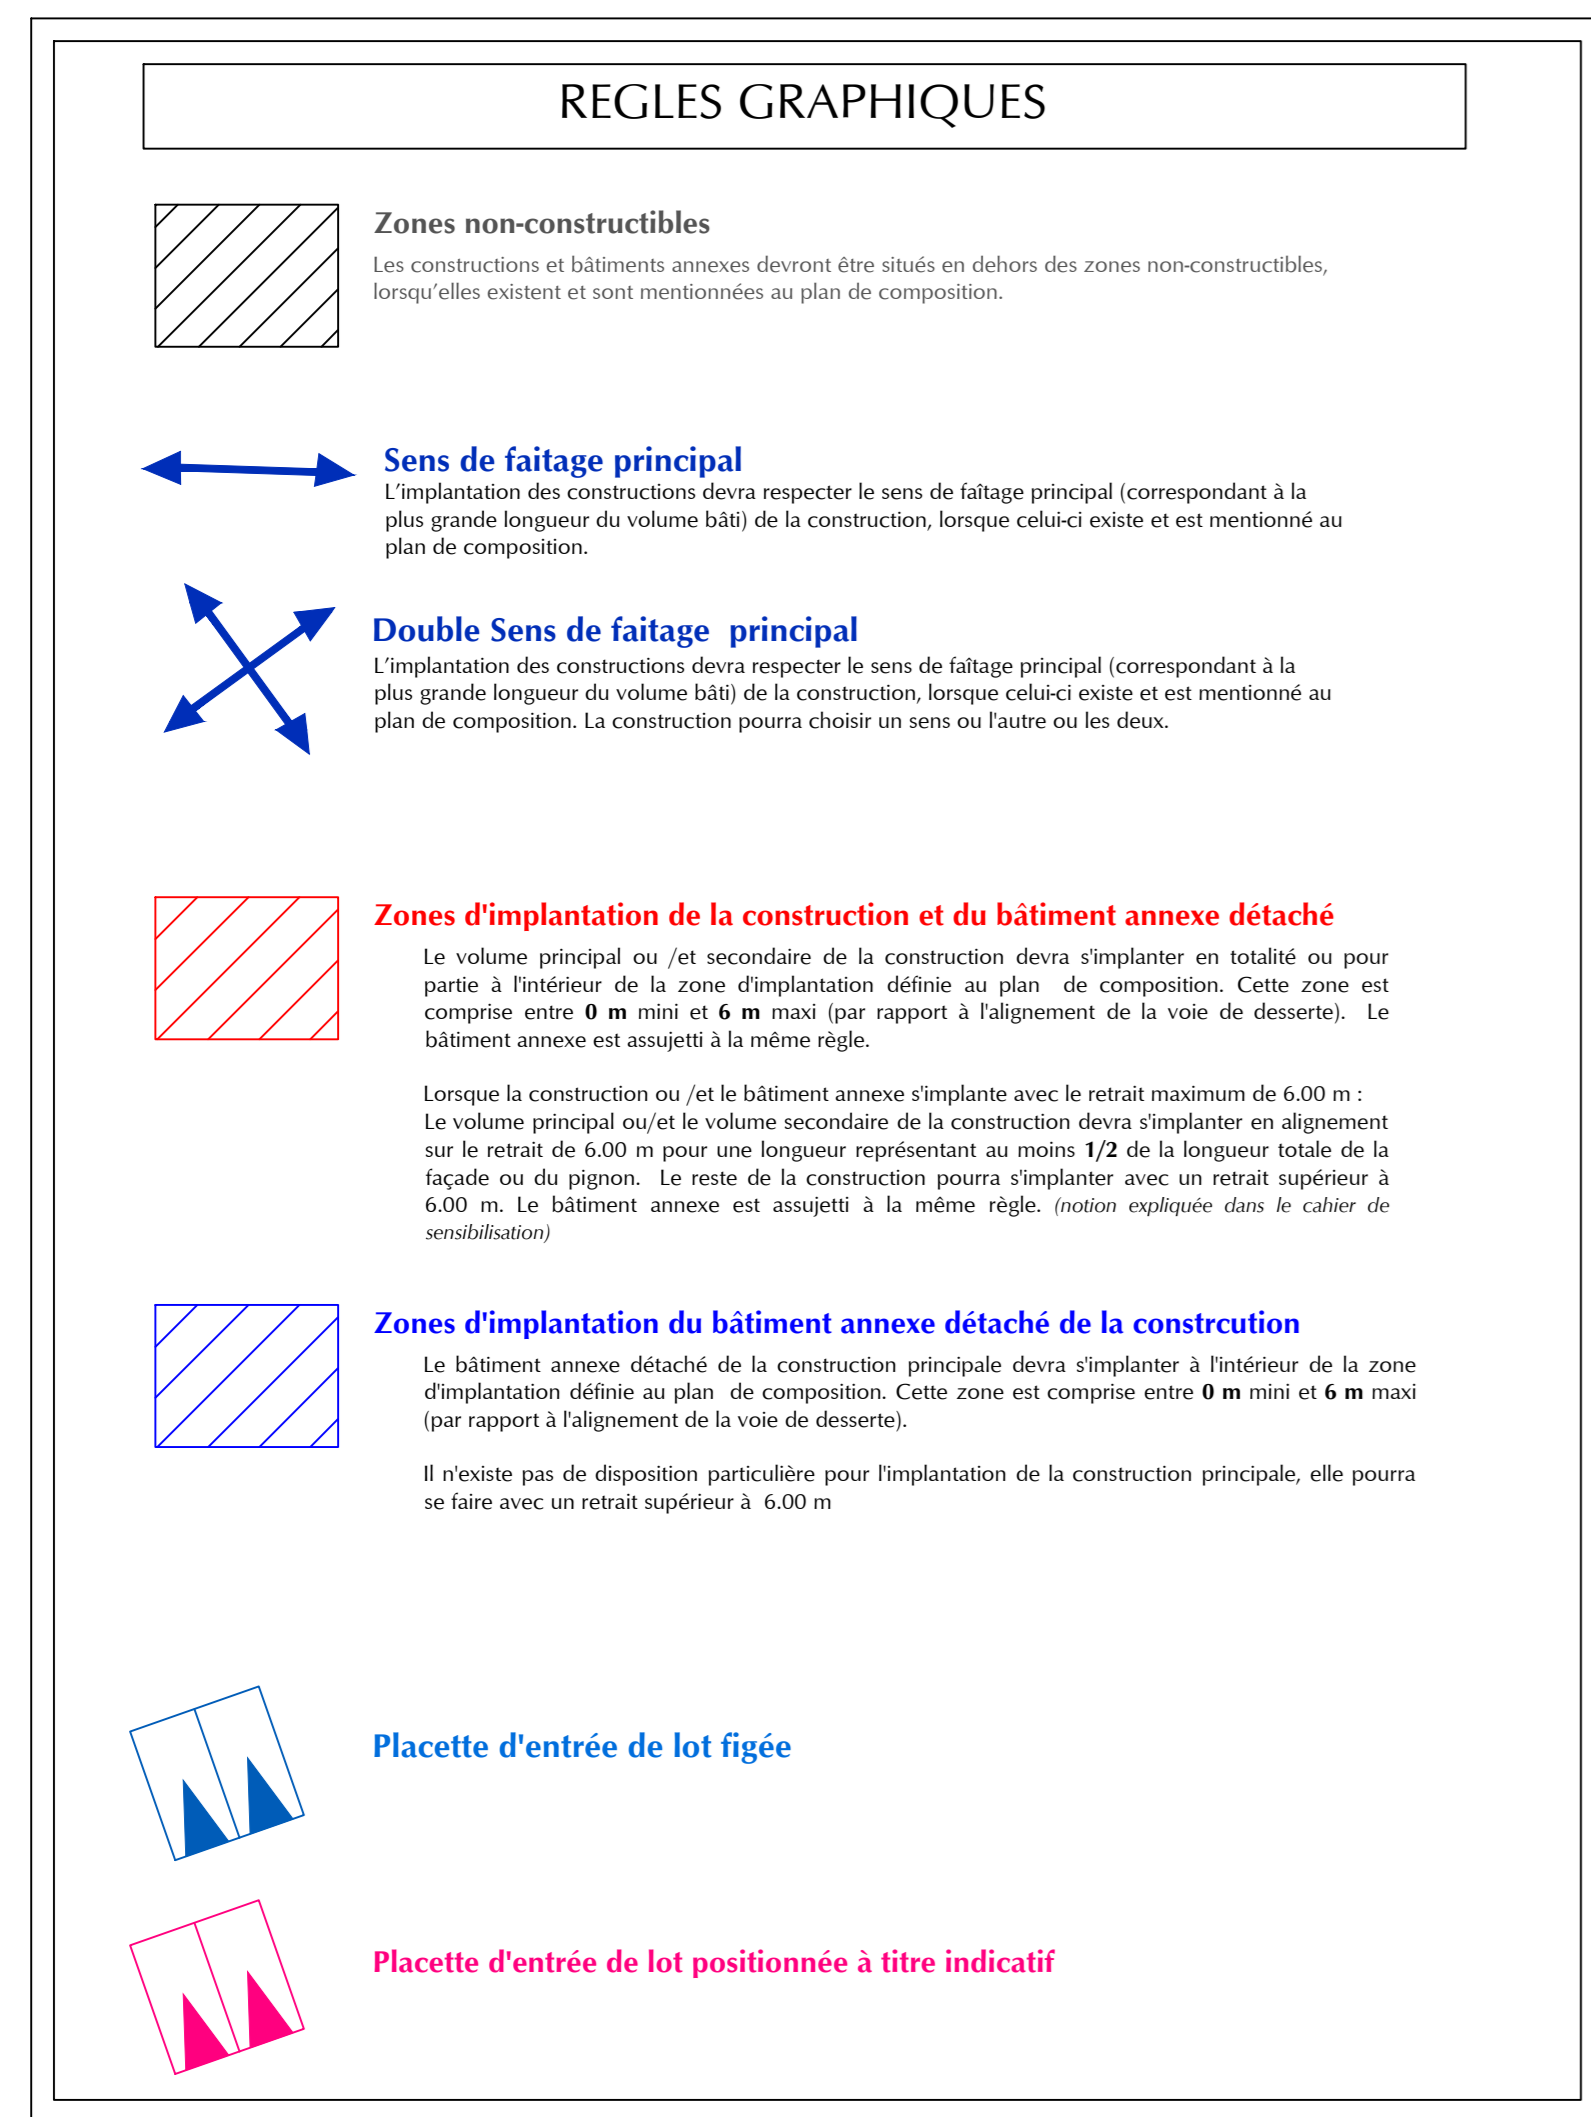 REGLES GRAPHIQUES
Zones non-constructibles
Les constructions et bâtiments annexes devront être situés en dehors des zones non-constructibles,
lorsqu’elles existent et sont mentionnées au plan de composition.
Sens de faitage principal
L’implantation des constructions devra respecter le sens de faîtage principal (correspondant à la
plus grande longueur du volume bâti) de la construction, lorsque celui-ci existe et est mentionné au
plan de composition.
Double Sens de faitage principal
L’implantation des constructions devra respecter le sens de faîtage principal (correspondant à la
plus grande longueur du volume bâti) de la construction, lorsque celui-ci existe et est mentionné au
plan de composition. La construction pourra choisir un sens ou l'autre ou les deux.
Zones d'implantation de la construction et du bâtiment annexe détaché
Le volume principal ou /et secondaire de la construction devra s'implanter en totalité ou pour
partie à l'intérieur de la zone d'implantation définie au plan de composition. Cette zone est
comprise entre 0 m mini et 6 m maxi (par rapport à l'alignement de la voie de desserte). Le
bâtiment annexe est assujetti à la même règle.
Lorsque la construction ou /et le bâtiment annexe s'implante avec le retrait maximum de 6.00 m :
Le volume principal ou/et le volume secondaire de la construction devra s'implanter en alignement
sur le retrait de 6.00 m pour une longueur représentant au moins 1/2 de la longueur totale de la
façade ou du pignon. Le reste de la construction pourra s'implanter avec un retrait supérieur à
6.00 m. Le bâtiment annexe est assujetti à la même règle. (notion expliquée dans le cahier de
sensibilisation)
Zones d'implantation du bâtiment annexe détaché de la constrcution
Le bâtiment annexe détaché de la construction principale devra s'implanter à l'intérieur de la zone
d'implantation définie au plan de composition. Cette zone est comprise entre 0 m mini et 6 m maxi
(par rapport à l'alignement de la voie de desserte).
Il n'existe pas de disposition particulière pour l'implantation de la construction principale, elle pourra
se faire avec un retrait supérieur à 6.00 m
Placette d'entrée de lot figée
Placette d'entrée de lot positionnée à titre indicatif